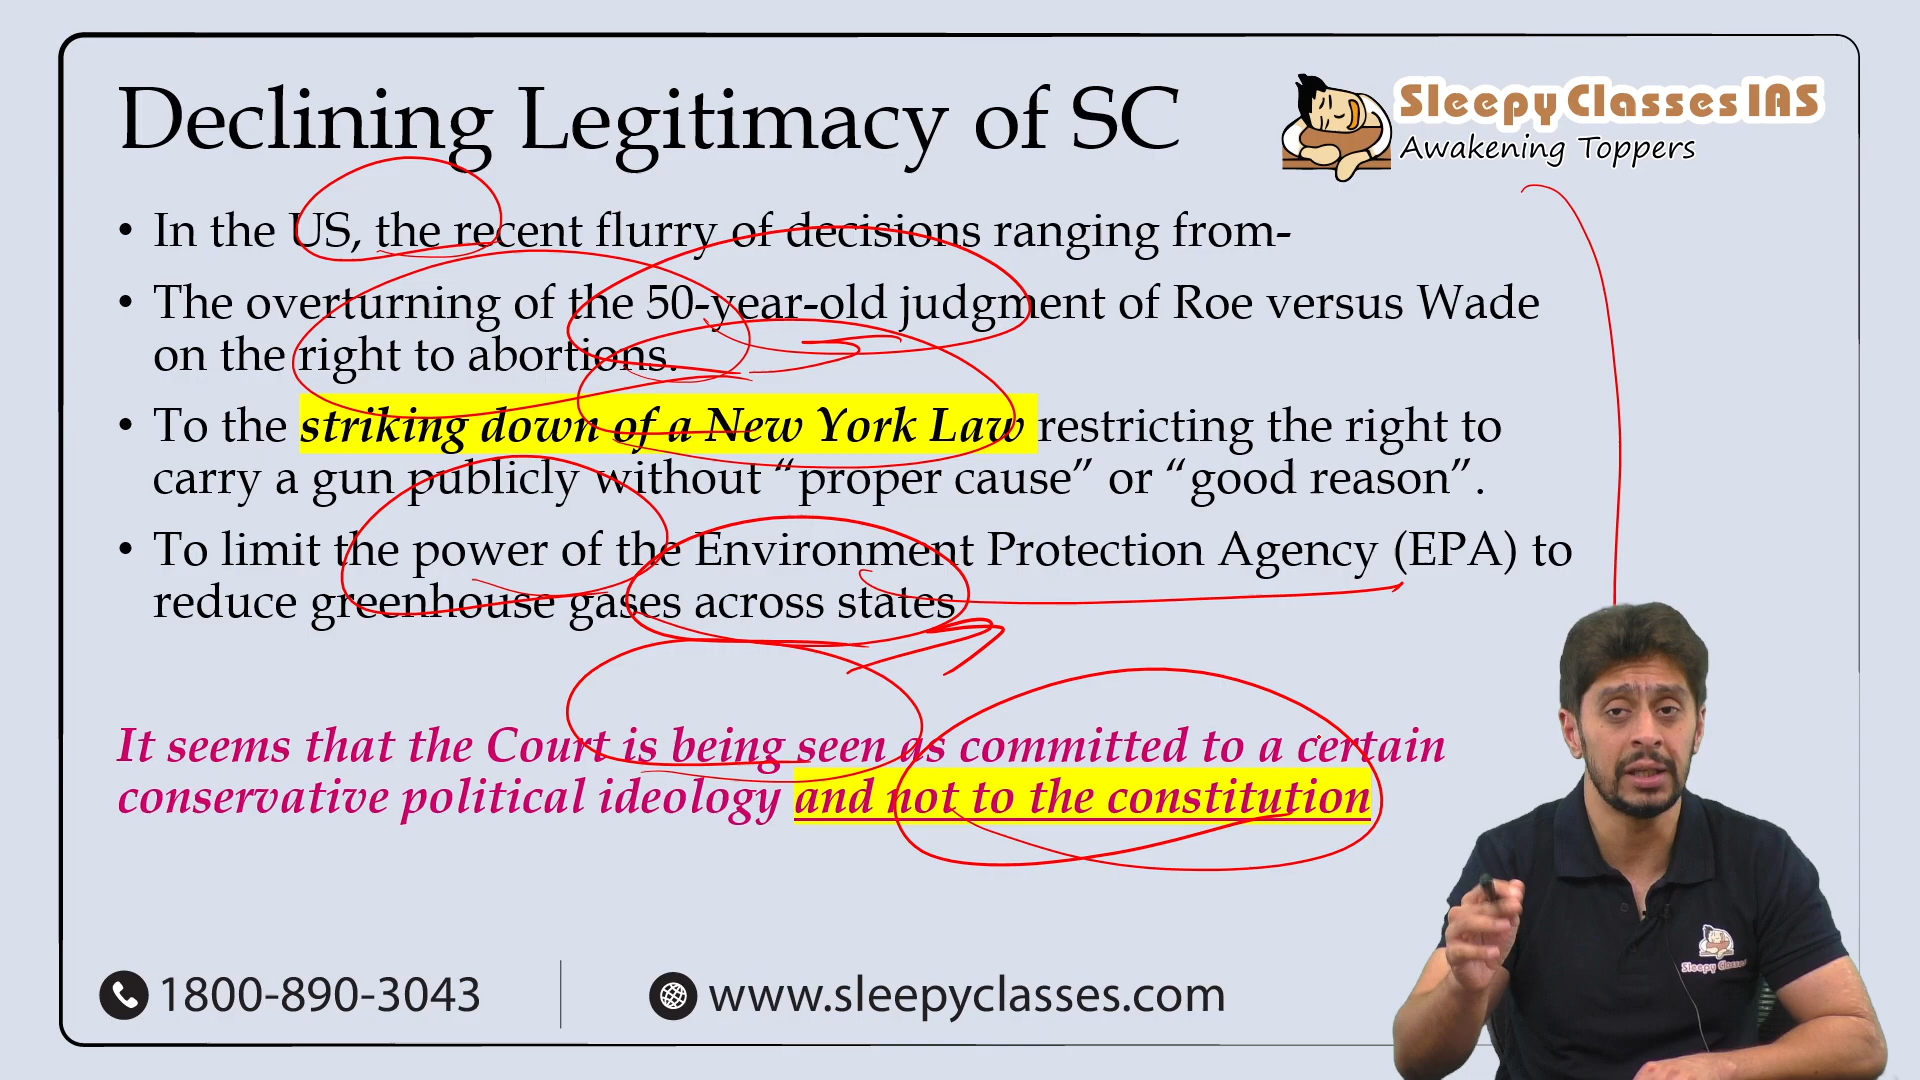 Declining Legitimacy of SC
Sleepy Classes IAS
Awakening Toppers
• In the US, the recent flurry of decisions ranging from-
• The overturning of the 50-year-old judgment of Roe versus Wade
on the right to abortions.
• To the striking down of a New York Law restricting the right to
carry a gun publicly without “proper cause” or “good reason”.
• To limit the power of the Environment Protection Agency (EPA) to
reduce greenhouse gases across states
It seems that the Court is being seen as committed to a certain
conservative political ideology and not to the constitution
Sleepy Classes
1800-890-3043
www.sleepyclasses.com